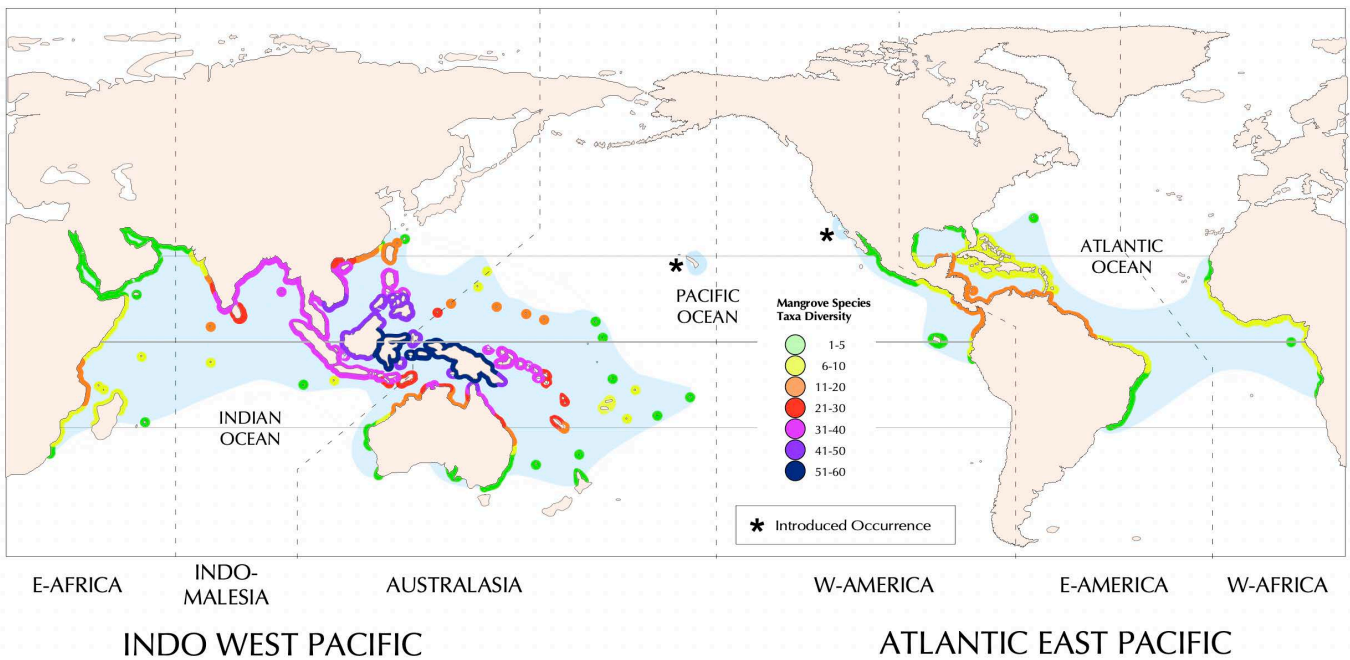 ATLANTIC
OCEAN
*
*
PACIFIC
OCEAN
Mangrove Species
Taxa Diversity
1-5
6-10
11-20
21-30
31-40
41-50
51-60
INDIAN
OCEAN
* Introduced Occurrence
E-AFRICA
INDO-
MALESIA
AUSTRALASIA
W-AMERICA
E-AMERICA
W-AFRICA
INDO WEST PACIFIC
ATLANTIC EAST PACIFIC